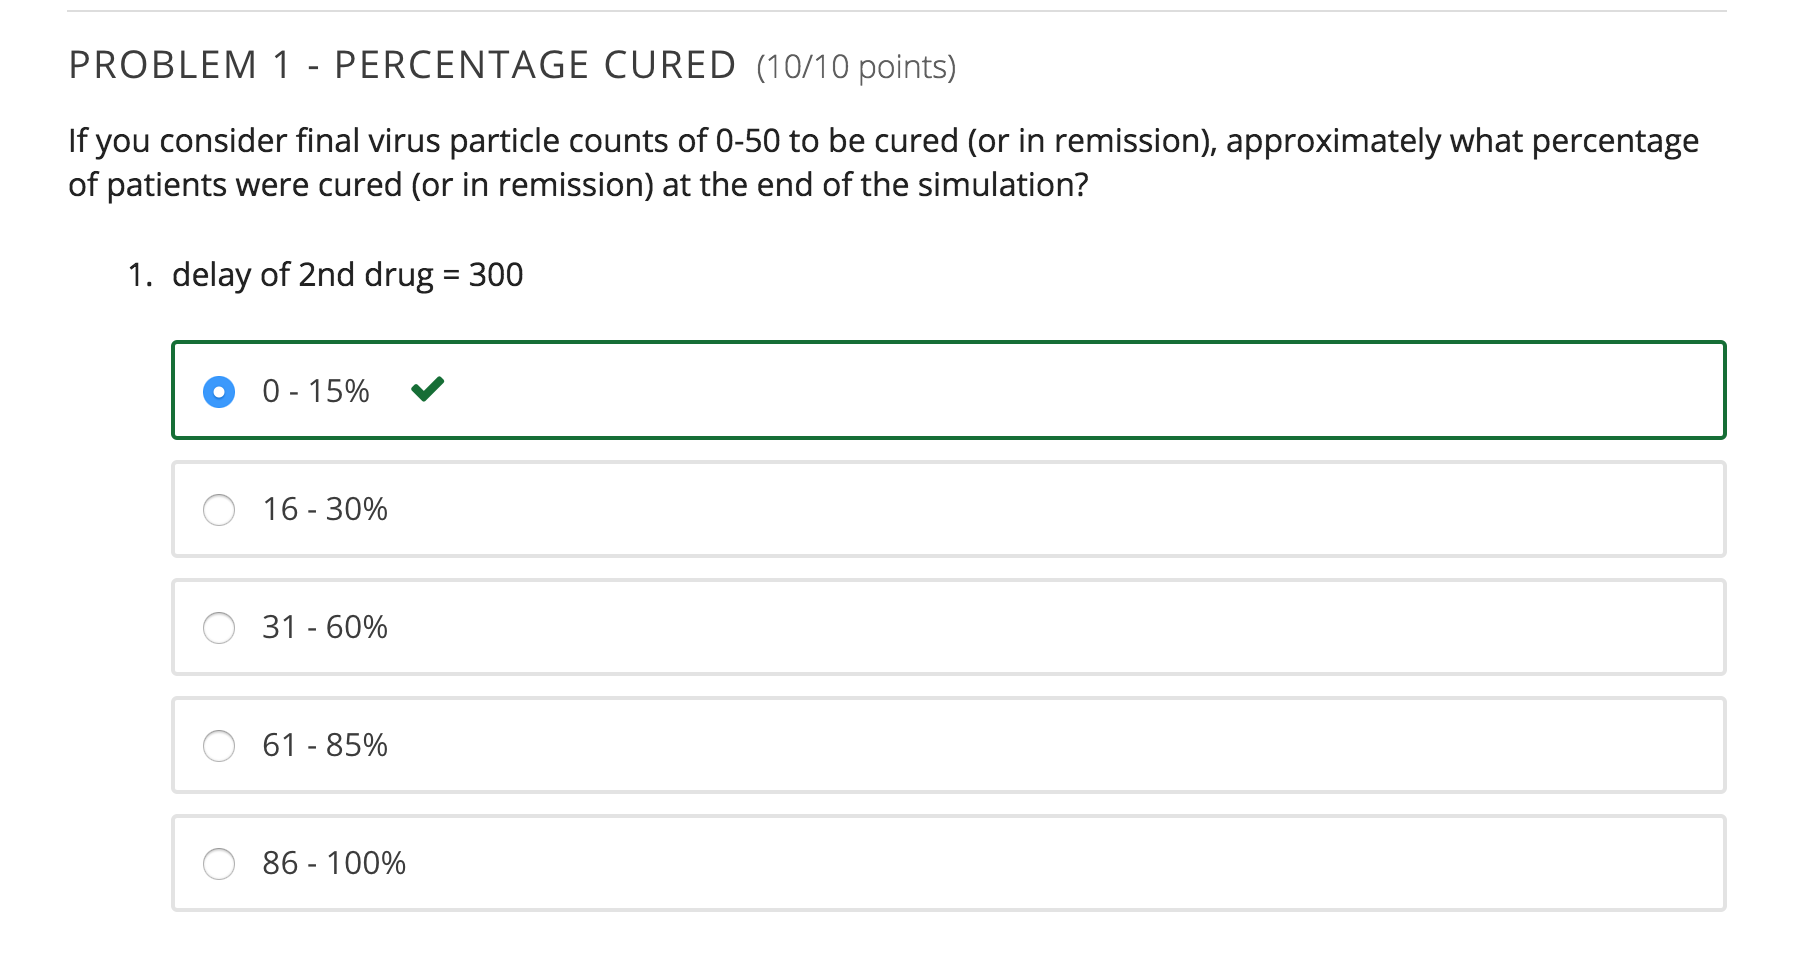 PROBLEM 1 - PERCENTAGE CURED (10/10 points)
If you consider final virus particle counts of 0-50 to be cured (or in remission), approximately what percentage
of patients were cured (or in remission) at the end of the simulation?
1. delay of 2nd drug = 300
0 - 15%
16 - 30%
31 - 60%
61 - 85%
86 - 100%